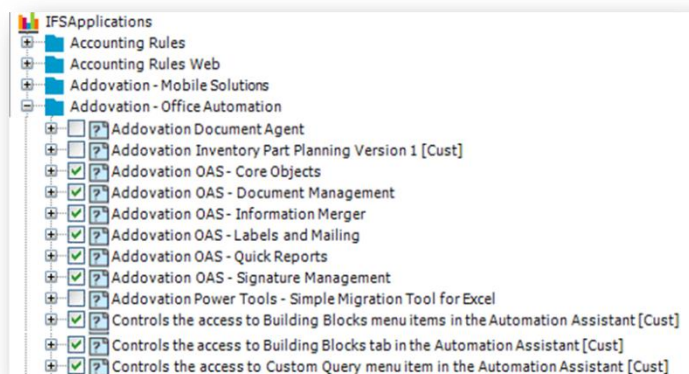 IFSApplications
Accounting Rules
Accounting Rules Web
Addovation - Mobile Solutions
Addovation - Office Automation
Addovation Document Agent
Addovation Inventory Part Planning Version 1 [Cust]
Addovation OAS - Core Objects
Addovation OAS - Document Management
Addovation OAS - Information Merger
Addovation OAS - Labels and Mailing
Addovation OAS - Quick Reports
Addovation OAS - Signature Management
Addovation Power Tools - Simple Migration Tool for Excel
Controls the access to Building Blocks menu items in the Automation Assistant [Cust]
Controls the access to Building Blocks tab in the Automation Assistant [Cust]
Controls the access to Custom Query menu item in the Automation Assistant [Cust]